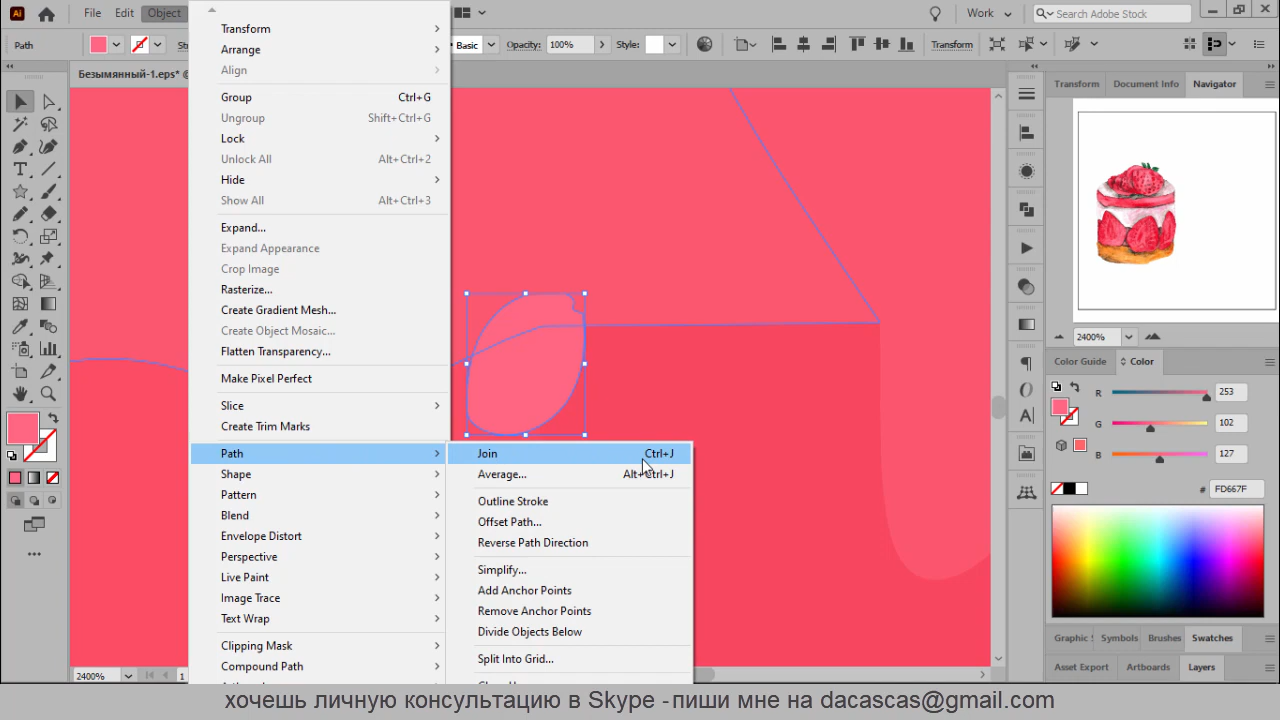 File Edit Object
Work
Search Adobe Stock
Path
Basic
Opacity: 100%
Style:
Transform
Безымянный-1.eps* @
Transform
Arrange
Align
Group Ctrl+G
Ungroup Shift+Ctrl+G
Lock
Unlock All Alt+Ctrl+2
Hide
Show All Alt+Ctrl+3
Expand...
Expand Appearance
Crop Image
Rasterize...
Create Gradient Mesh...
Create Object Mosaic...
Flatten Transparency...
Make Pixel Perfect
Slice
Create Trim Marks
Path
Shape
Pattern
Blend
Envelope Distort
Perspective
Live Paint
Image Trace
Text Wrap
Clipping Mask
Compound Path
Join Ctrl+J
Average... Alt+Ctrl+J
Outline Stroke
Offset Path...
Reverse Path Direction
Simplify...
Add Anchor Points
Remove Anchor Points
Divide Objects Below
Split Into Grid...
Transform Document Info Navigator
2400%
Color Guide Color
R 253
G 102
B 127
# FD667F
Symbols Brushes Swatches
Asset Export Artboards Layers
2400% 1
хочешь личную консультацию в Skype -пиши мне на dacascas@gmail.com